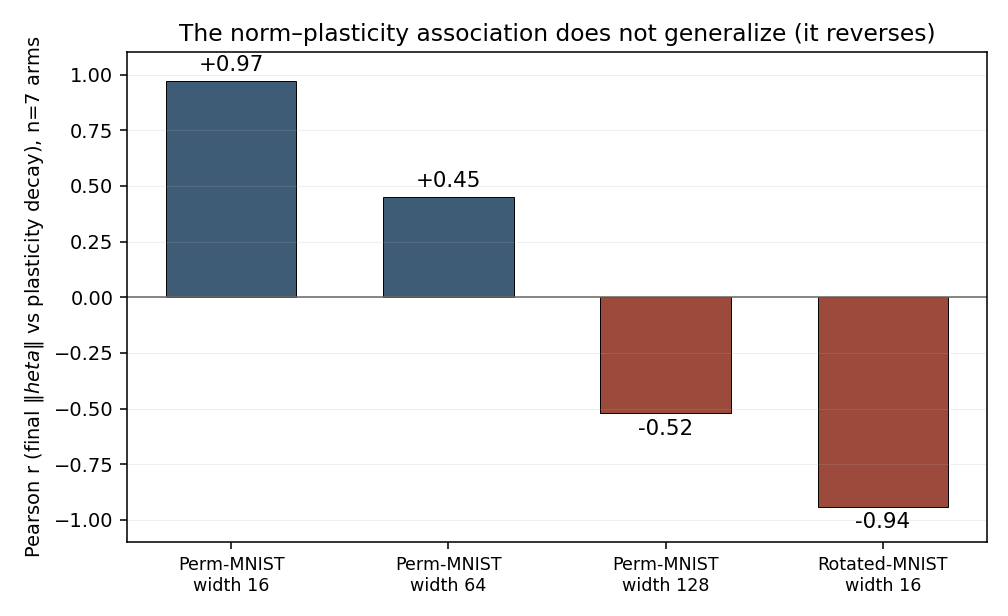 The norm–plasticity association does not generalize (it reverses)
Pearson r (final ‖heta‖ vs plasticity decay), n=7 arms
1.00
0.75
0.50
0.25
0.00
−0.25
−0.50
−0.75
−1.00
+0.97
+0.45
-0.52
-0.94
Perm-MNIST
width 16
Perm-MNIST
width 64
Perm-MNIST
width 128
Rotated-MNIST
width 16